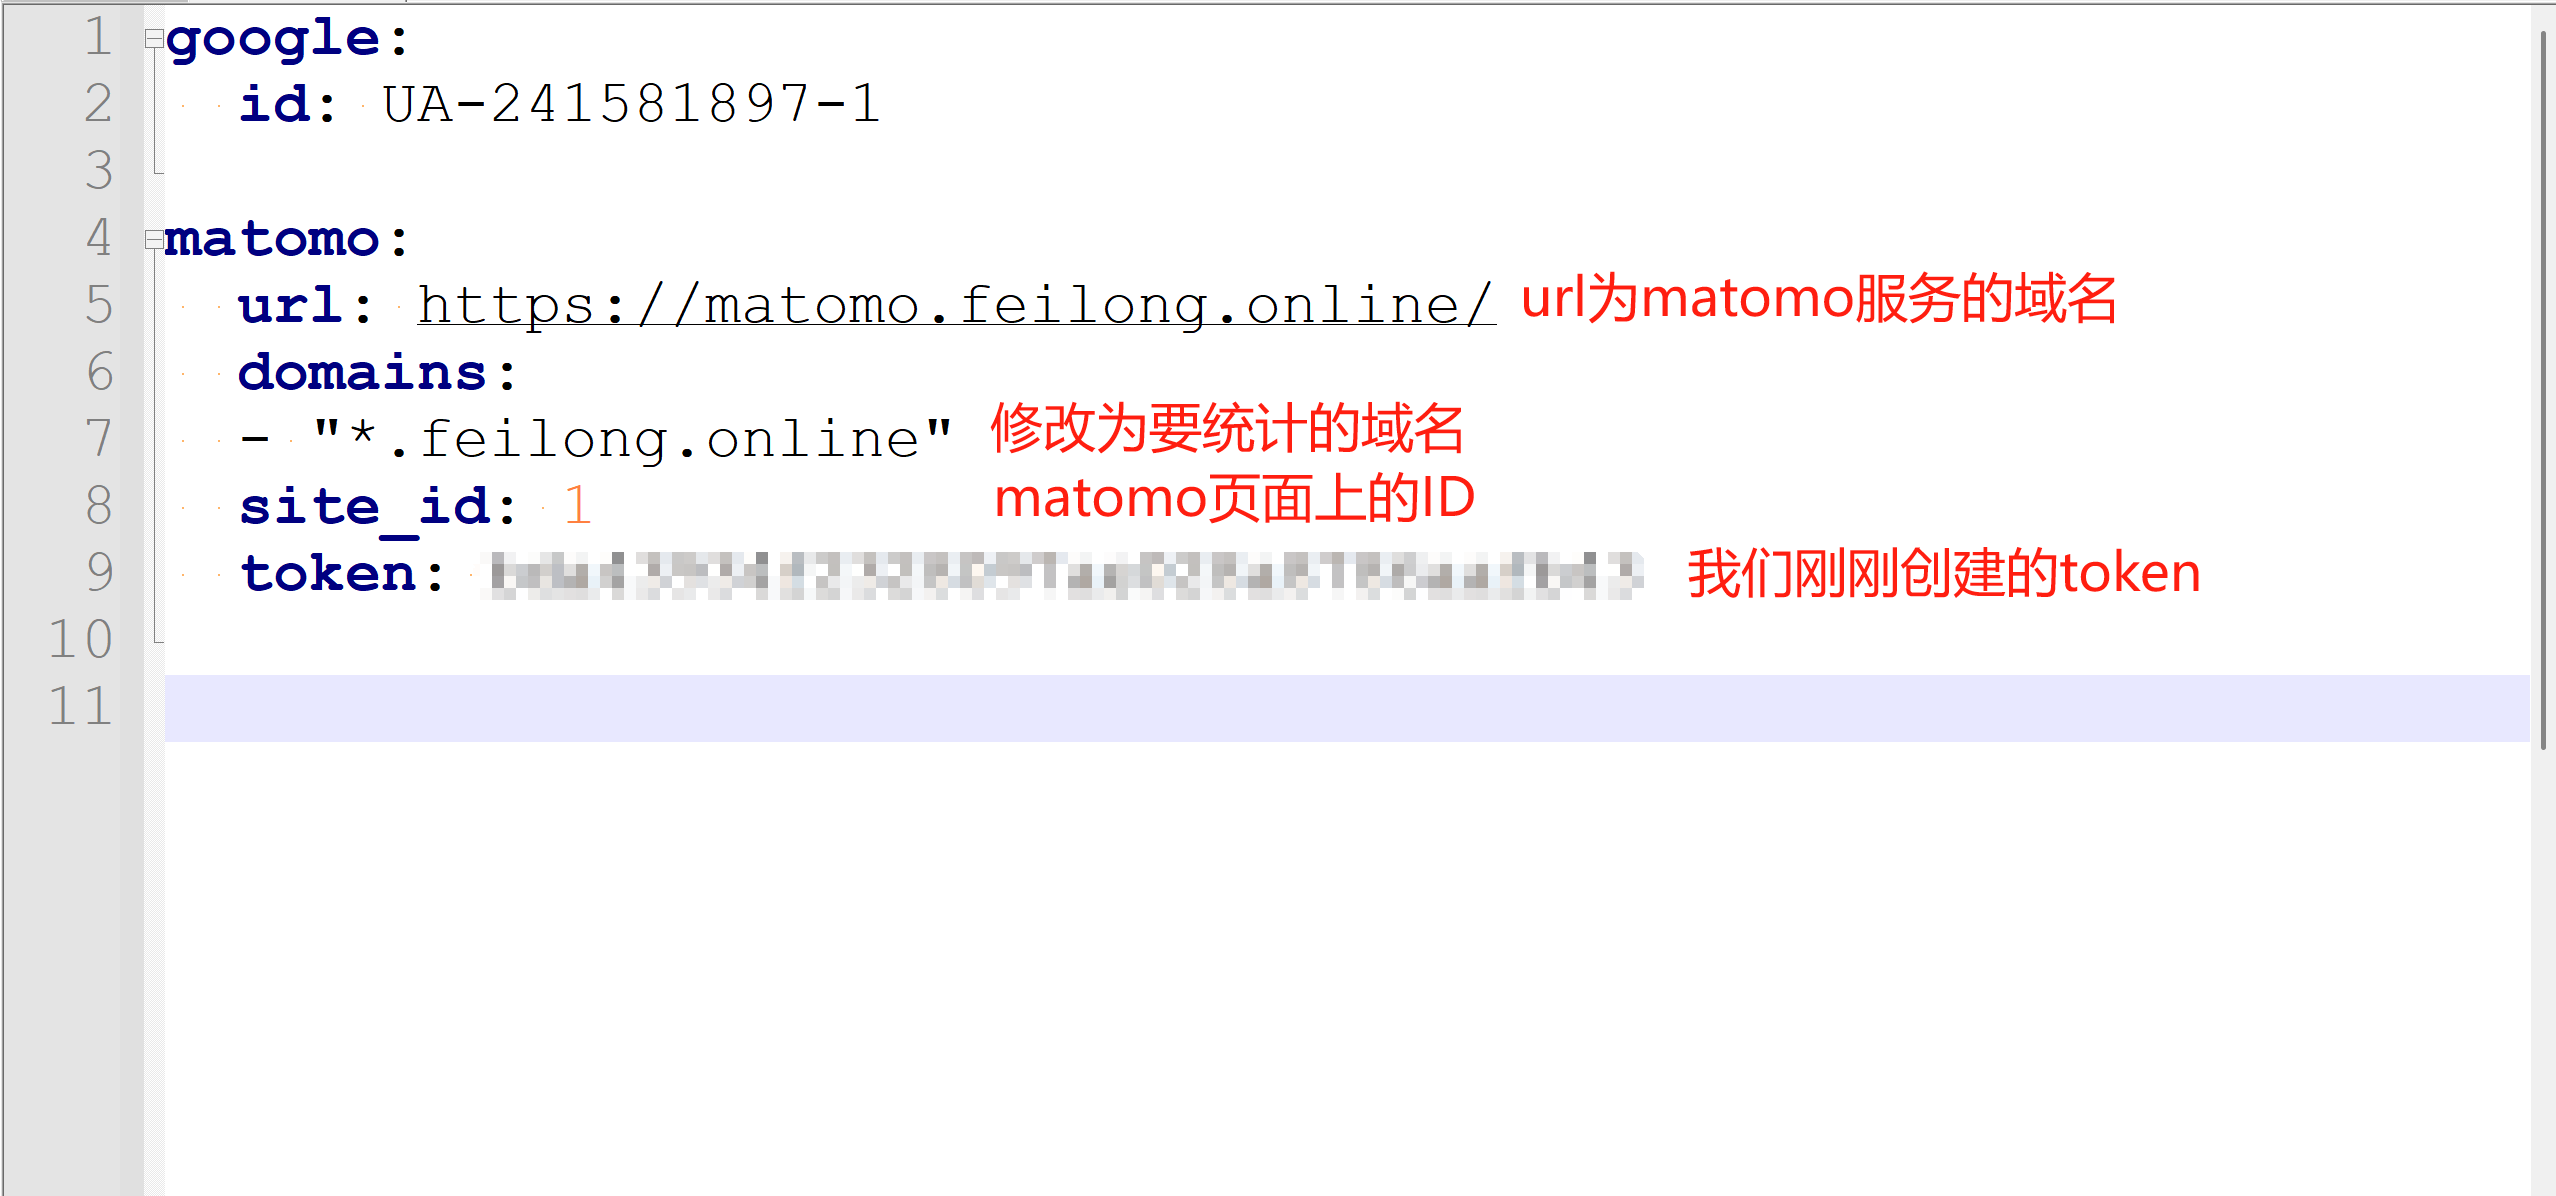 1 google:
2 id: UA-241581897-1
3
4 matomo:
5 url: https://matomo.feilong.online/ url为matomo服务的域名
6 domains:
7 - "*.feilong.online" 修改为要统计的域名
8 site_id: 1 matomo页面上的ID
9 token: 我们刚刚创建的token
10
11